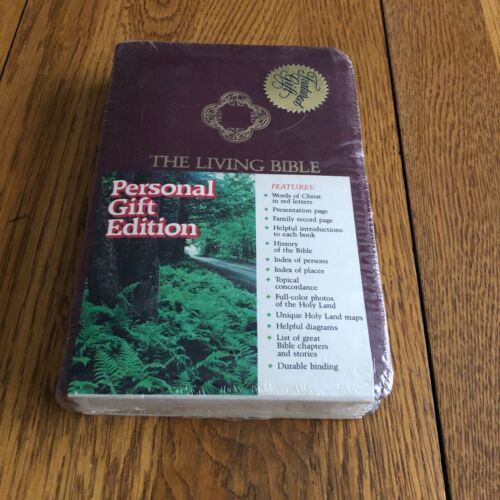 Featured
Gift
THE LIVING BIBLE
Personal
Gift
Edition
FEATURES:
Words of Christ
in red letters
Presentation page
Family record page
Helpful introductions
to each book
History
of the Bible
Index of persons
Index of places
Topical
concordance
Full-color photos
of the Holy Land
Unique Holy Land maps
Helpful diagrams
List of great
Bible chapters
and stories
Durable binding